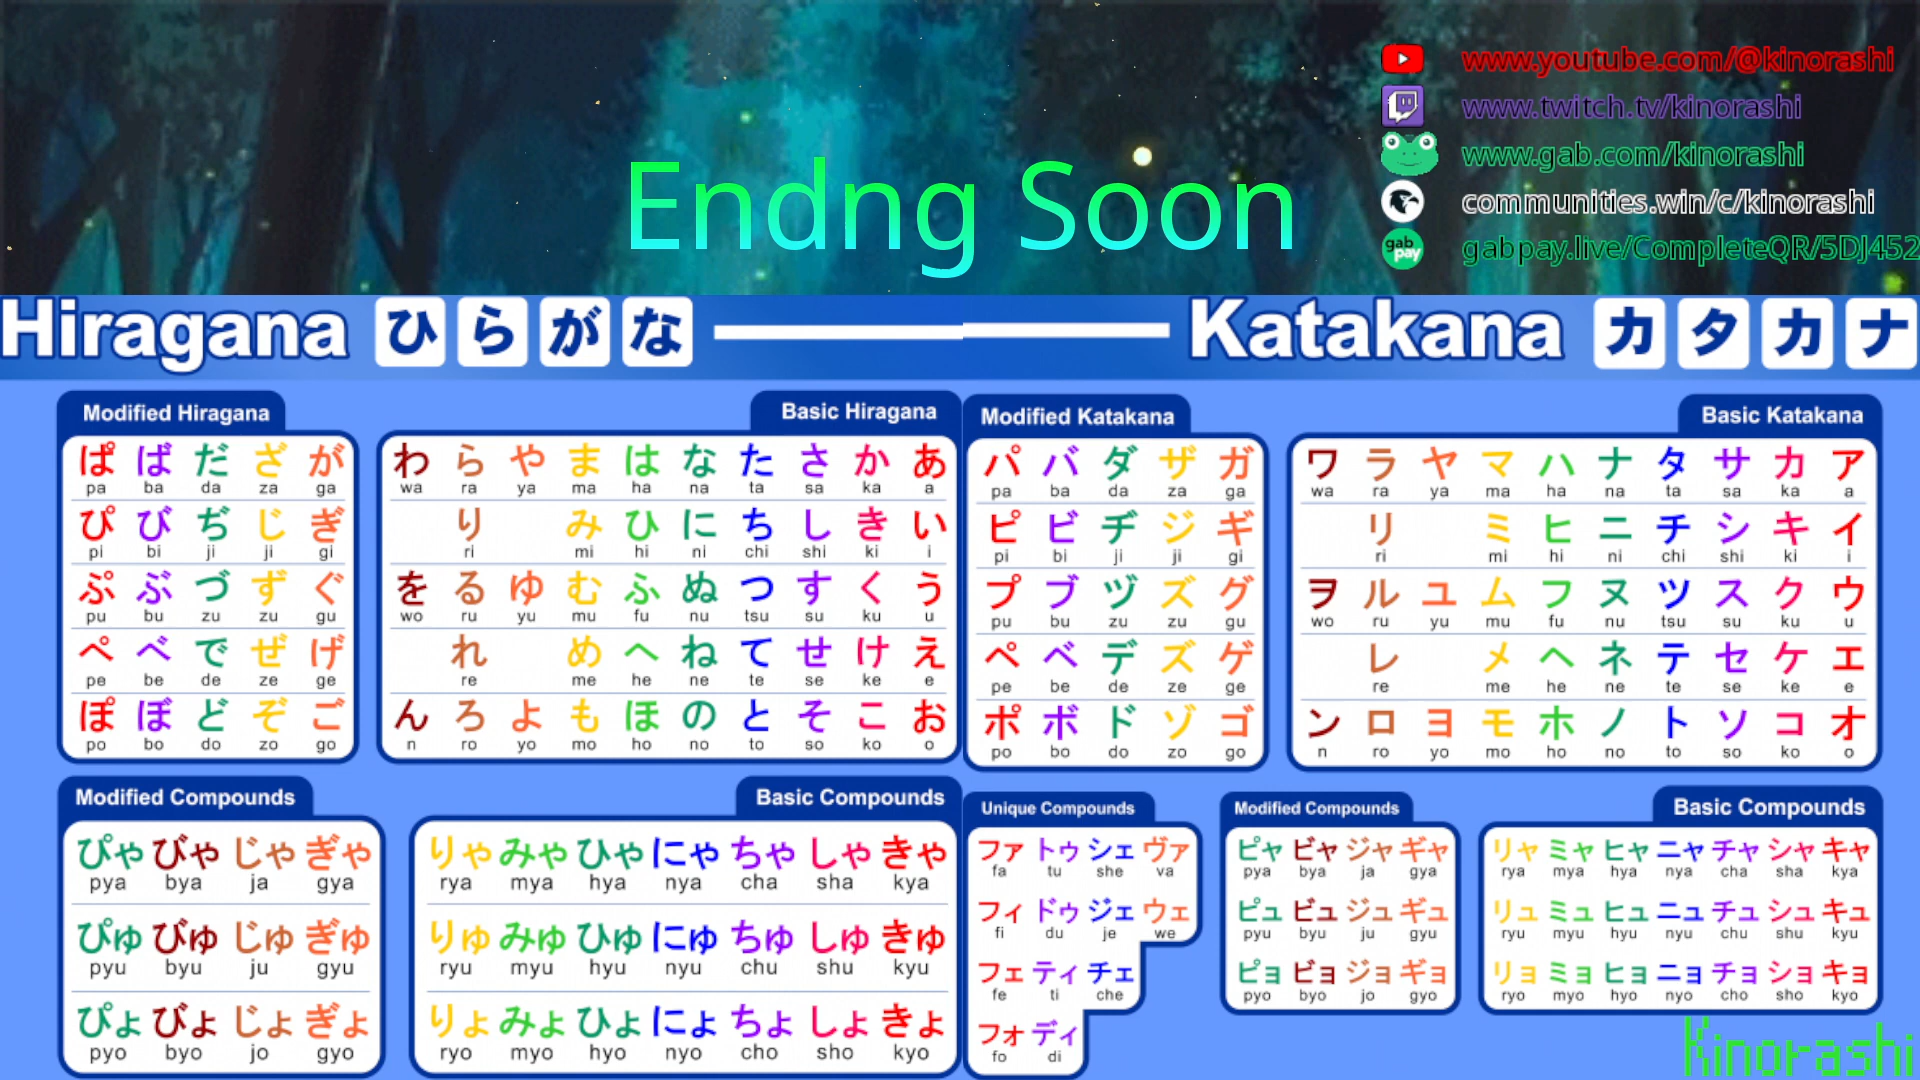 www.youtube.com/@kinorashi
www.twitch.tv/kinorashi
www.gab.com/kinorashi
communities.win/c/kinorashi
gab pay
gabpay.live/CompleteQR/5DJ452
Endng Soon
Hiragana ひ ら が な
Katakana カ タ カ ナ
Modified Hiragana
ぱ ば だ ざ が
pa ba da za ga
ぴ び ぢ じ ぎ
pi bi ji ji gi
ぷ ぶ づ ず ぐ
pu bu zu zu gu
ぺ べ で ぜ げ
pe be de ze ge
ぽ ぼ ど ぞ ご
po bo do zo go
Basic Hiragana
わ ら や ま は な た さ か あ
wa ra ya ma ha na ta sa ka a
り み ひ に ち し き い
ri mi hi ni chi shi ki i
を る ゆ む ふ ぬ つ す く う
wo ru yu mu fu nu tsu su ku u
れ め へ ね て せ け え
re me he ne te se ke e
ん ろ よ も ほ の と そ こ お
n ro yo mo ho no to so ko o
Modified Katakana
パ バ ダ ザ ガ
pa ba da za ga
ピ ビ ヂ ジ ギ
pi bi ji ji gi
プ ブ ヅ ズ グ
pu bu zu zu gu
ペ ベ デ ズ ゲ
pe be de ze ge
ポ ボ ド ゾ ゴ
po bo do zo go
Basic Katakana
ワ ラ ヤ マ ハ ナ タ サ カ ア
wa ra ya ma ha na ta sa ka a
リ ミ ヒ ニ チ シ キ イ
ri mi hi ni chi shi ki i
ヲ ル ユ ム フ ヌ ツ ス ク ウ
wo ru yu mu fu nu tsu su ku u
レ メ ヘ ネ テ セ ケ エ
re me he ne te se ke e
ン ロ ヨ モ ホ ノ ト ソ コ オ
n ro yo mo ho no to so ko o
Modified Compounds
ぴゃ びゃ じゃ ぎゃ
pya bya ja gya
ぴゅ びゅ じゅ ぎゅ
pyu byu ju gyu
ぴょ びょ じょ ぎょ
pyo byo jo gyo
Basic Compounds
りゃ みゃ ひゃ にゃ ちゃ しゃ きゃ
rya mya hya nya cha sha kya
りゅ みゅ ひゅ にゅ ちゅ しゅ きゅ
ryu myu hyu nyu chu shu kyu
りょ みょ ひょ にょ ちょ しょ きょ
ryo myo hyo nyo cho sho kyo
Unique Compounds
ファ トゥ シェ ヴァ
fa tu she va
フィ ドゥ ジェ ウェ
fi du je we
フェ ティ チェ
fe ti che
フォ ディ
fo di
Modified Compounds
ピャ ビャ ジャ ギャ
pya bya ja gya
ピュ ビュ ジュ ギュ
pyu byu ju gyu
ピョ ビョ ジョ ギョ
pyo byo jo gyo
Basic Compounds
リャ ミャ ヒャ ニャ チャ シャ キャ
rya mya hya nya cha sha kya
リュ ミュ ヒュ ニュ チュ シュ キュ
ryu myu hyu nyu chu shu kyu
リョ ミョ ヒョ ニョ チョ ショ キョ
ryo myo hyo nyo cho sho kyo
Kinorashi